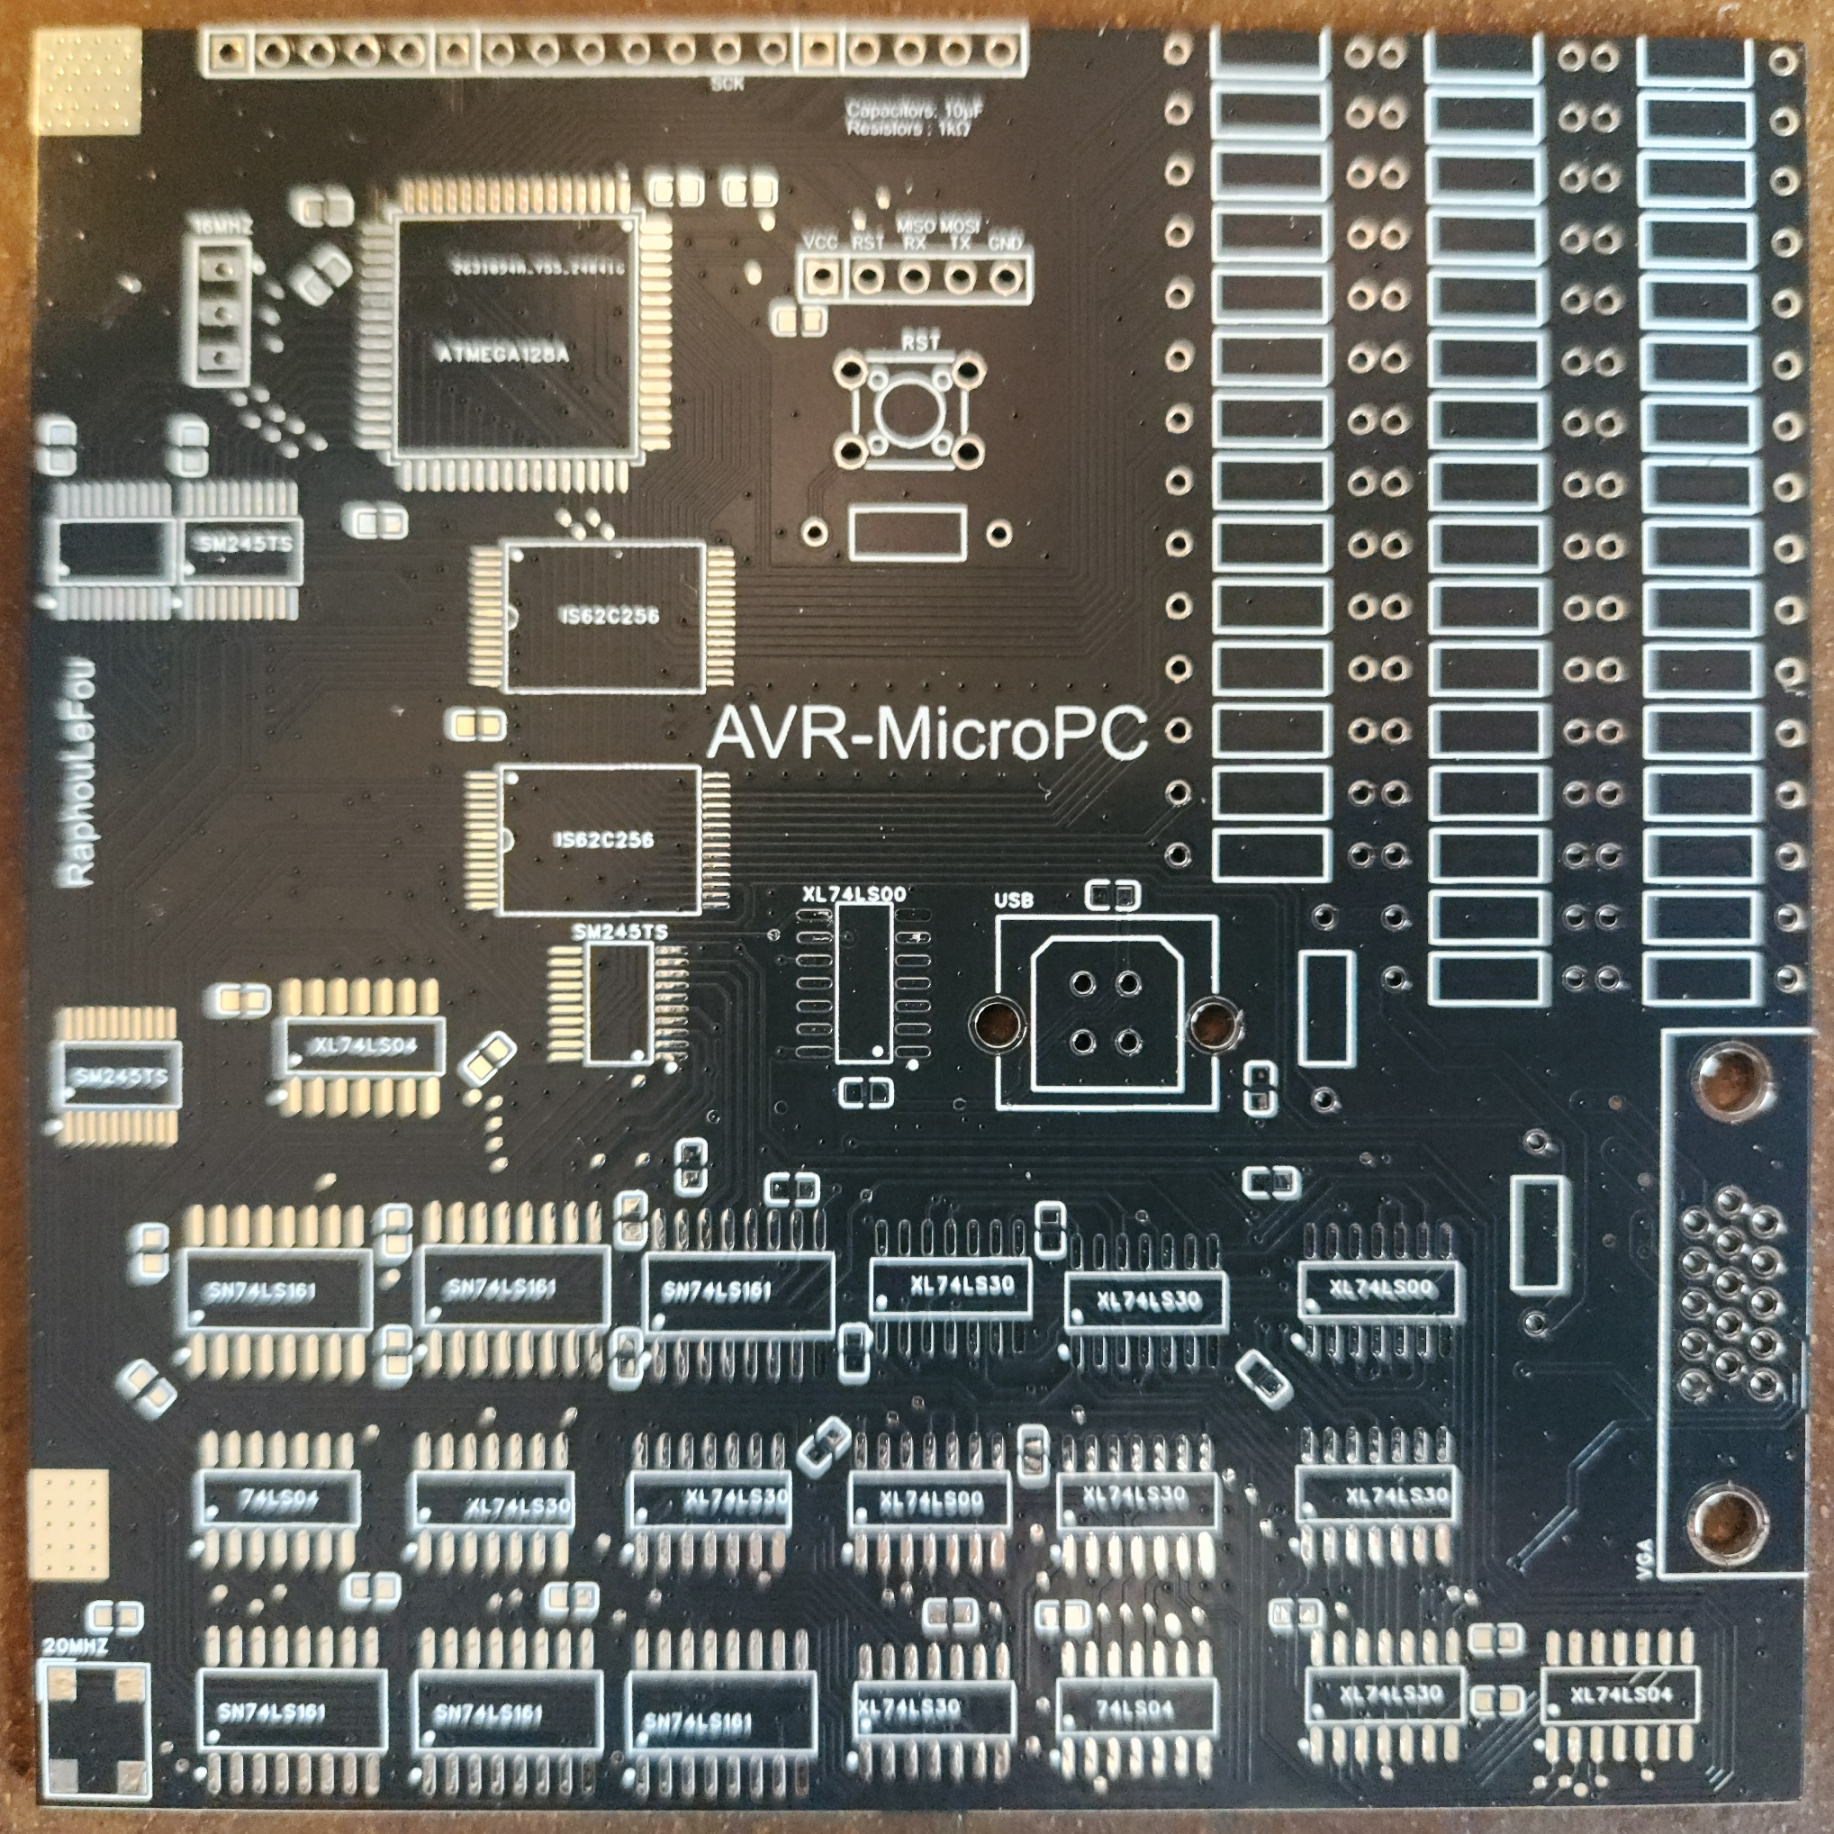 SCK
Capacitors: 10µF
Resistors : 1kΩ
16MHZ
MISO MOSI
VCC RST RX TX GND
ATMEGA128A
RST
SM245TS
IS62C256
RaphouLeFou
AVR-MicroPC
IS62C256
XL74LS00
USB
SM245TS
XL74LS04
SM245TS
SN74LS161
SN74LS161
SN74LS161
XL74LS30
XL74LS30
XL74LS00
74LS04
XL74LS30
XL74LS30
XL74LS00
XL74LS30
XL74LS30
VGA
20MHZ
SN74LS161
SN74LS161
SN74LS161
XL74LS30
74LS04
XL74LS30
XL74LS04